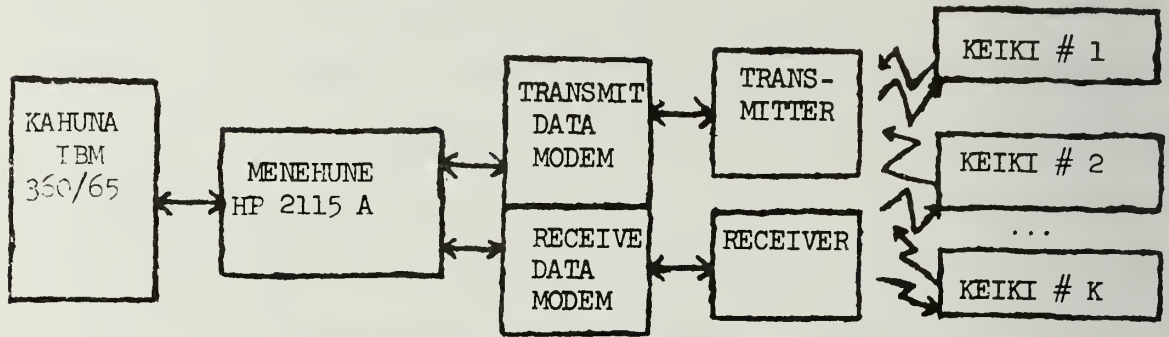 KAHUNA
IBM
360/65
MENEHUNE
HP 2115 A
TRANSMIT
DATA
MODEM
RECEIVE
DATA
MODEM
TRANS-
MITTER
RECEIVER
KEIKI # 1
KEIKI # 2
...
KEIKI # K